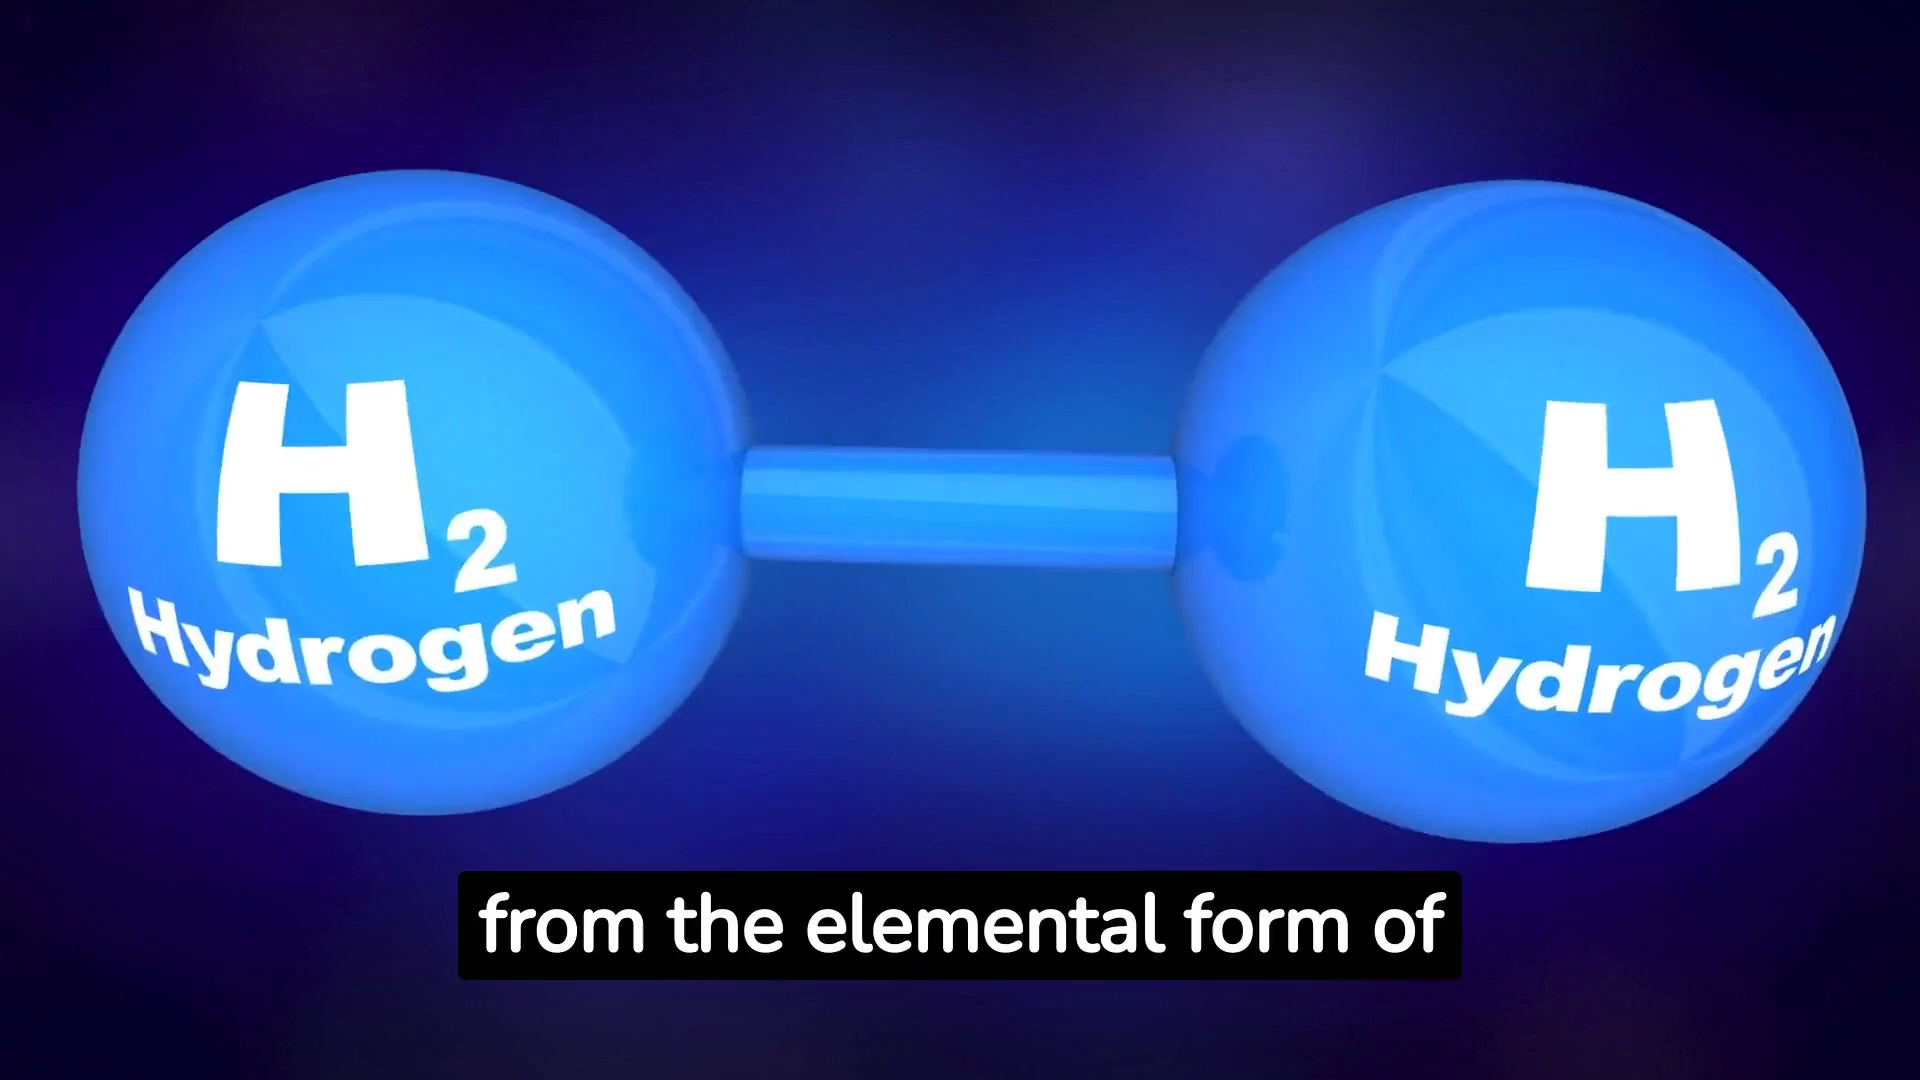 H2
Hydrogen
H2
Hydrogen
from the elemental form of